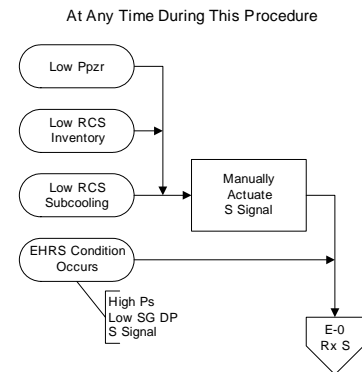 At Any Time During This Procedure
Low Ppzr
Low RCS
Inventory
Low RCS
Subcooling
Manually
Actuate
S Signal
EHRS Condition
Occurs
High Ps
Low SG DP
S Signal
E-0
Rx S